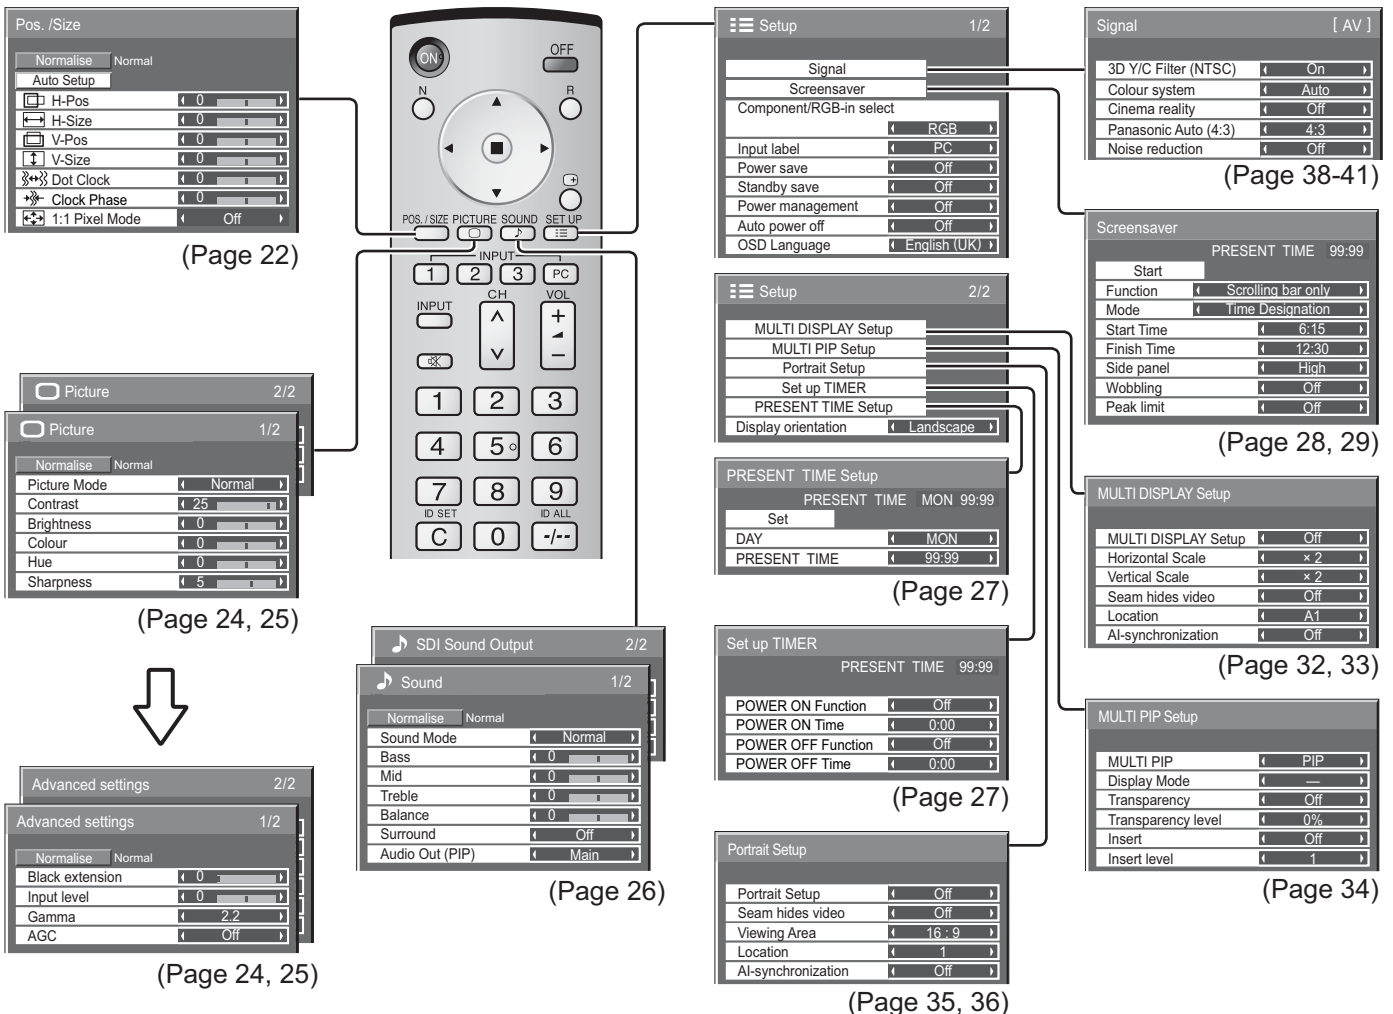 Pos. /Size
Normalise Normal
Auto Setup
H-Pos 0
H-Size 0
V-Pos 0
V-Size 0
Dot Clock 0
Clock Phase 0
1:1 Pixel Mode Off
(Page 22)
Picture 2/2
Picture 1/2
Normalise Normal
Picture Mode Normal
Contrast 25
Brightness 0
Colour 0
Hue 0
Sharpness 5
(Page 24, 25)
Advanced settings 2/2
Advanced settings 1/2
Normalise Normal
Black extension 0
Input level 0
Gamma 2.2
AGC Off
(Page 24, 25)
ON
OFF
N R
POS. / SIZE PICTURE SOUND SET UP
INPUT
1 2 3 PC
INPUT CH VOL
+
−
1 2 3
4 5 6
7 8 9
ID SET ID ALL
C 0 -/--
SDI Sound Output 2/2
Sound 1/2
Normalise Normal
Sound Mode Normal
Bass 0
Mid 0
Treble 0
Balance 0
Surround Off
Audio Out (PIP) Main
(Page 26)
Setup 1/2
Signal
Screensaver
Component/RGB-in select
RGB
Input label PC
Power save Off
Standby save Off
Power management Off
Auto power off Off
OSD Language English (UK)
Setup 2/2
MULTI DISPLAY Setup
MULTI PIP Setup
Portrait Setup
Set up TIMER
PRESENT TIME Setup
Display orientation Landscape
PRESENT TIME Setup
PRESENT TIME MON 99:99
Set
DAY MON
PRESENT TIME 99:99
(Page 27)
Set up TIMER
PRESENT TIME 99:99
POWER ON Function Off
POWER ON Time 0:00
POWER OFF Function Off
POWER OFF Time 0:00
(Page 27)
Portrait Setup
Portrait Setup Off
Seam hides video Off
Viewing Area 16 : 9
Location 1
AI-synchronization Off
(Page 35, 36)
Signal [ AV ]
3D Y/C Filter (NTSC) On
Colour system Auto
Cinema reality Off
Panasonic Auto (4:3) 4:3
Noise reduction Off
(Page 38-41)
Screensaver
PRESENT TIME 99:99
Start
Function Scrolling bar only
Mode Time Designation
Start Time 6:15
Finish Time 12:30
Side panel High
Wobbling Off
Peak limit Off
(Page 28, 29)
MULTI DISPLAY Setup
MULTI DISPLAY Setup Off
Horizontal Scale × 2
Vertical Scale × 2
Seam hides video Off
Location A1
AI-synchronization Off
(Page 32, 33)
MULTI PIP Setup
MULTI PIP PIP
Display Mode —
Transparency Off
Transparency level 0%
Insert Off
Insert level 1
(Page 34)